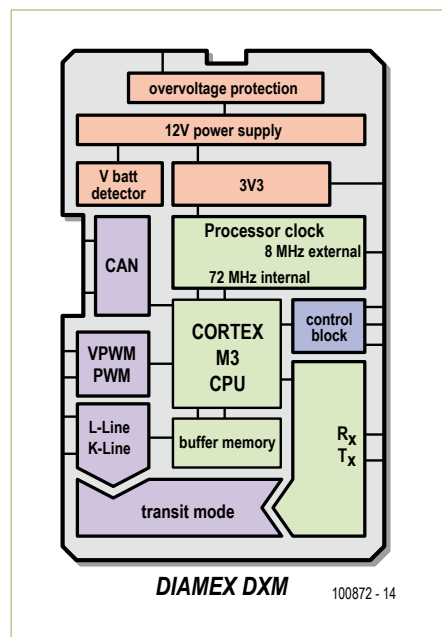 overvoltage protection
12V power supply
V batt
detector
3V3
Processor clock
8 MHz external
72 MHz internal
CAN
CORTEX
M3
CPU
control
block
VPWM
PWM
L-Line
K-Line
buffer memory
Rx
Tx
transit mode
DIAMEX DXM
100872 - 14